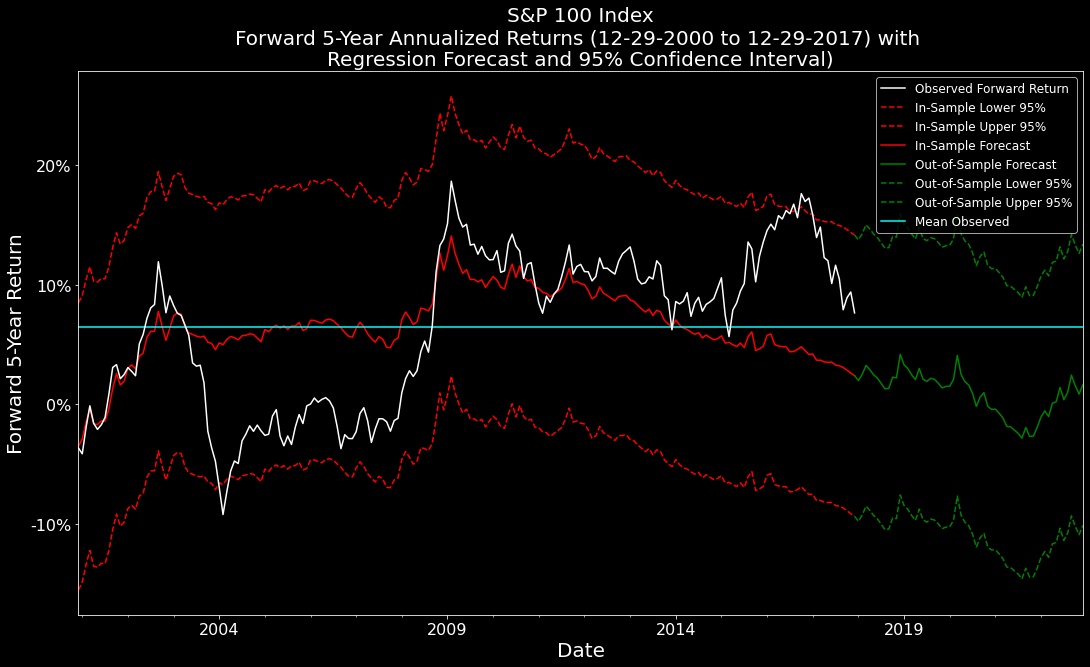 S&P 100 Index
Forward 5-Year Annualized Returns (12-29-2000 to 12-29-2017) with
Regression Forecast and 95% Confidence Interval)
Observed Forward Return
In-Sample Lower 95%
In-Sample Upper 95%
In-Sample Forecast
Out-of-Sample Forecast
Out-of-Sample Lower 95%
Out-of-Sample Upper 95%
Mean Observed
Forward 5-Year Return
20%
10%
0%
-10%
2004
2009
2014
2019
Date